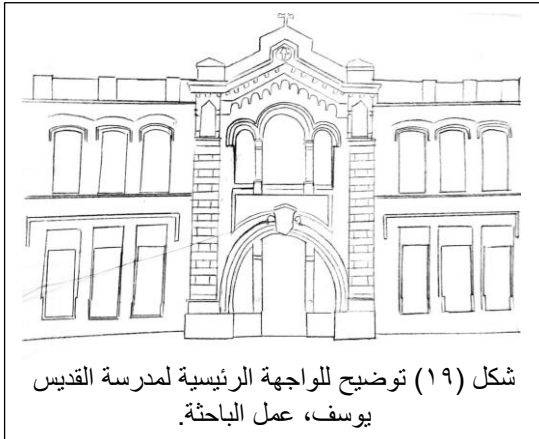 شكل (١٩) توضيح للواجهة الرئيسية لمدرسة القديس
يوسف، عمل الباحثة.